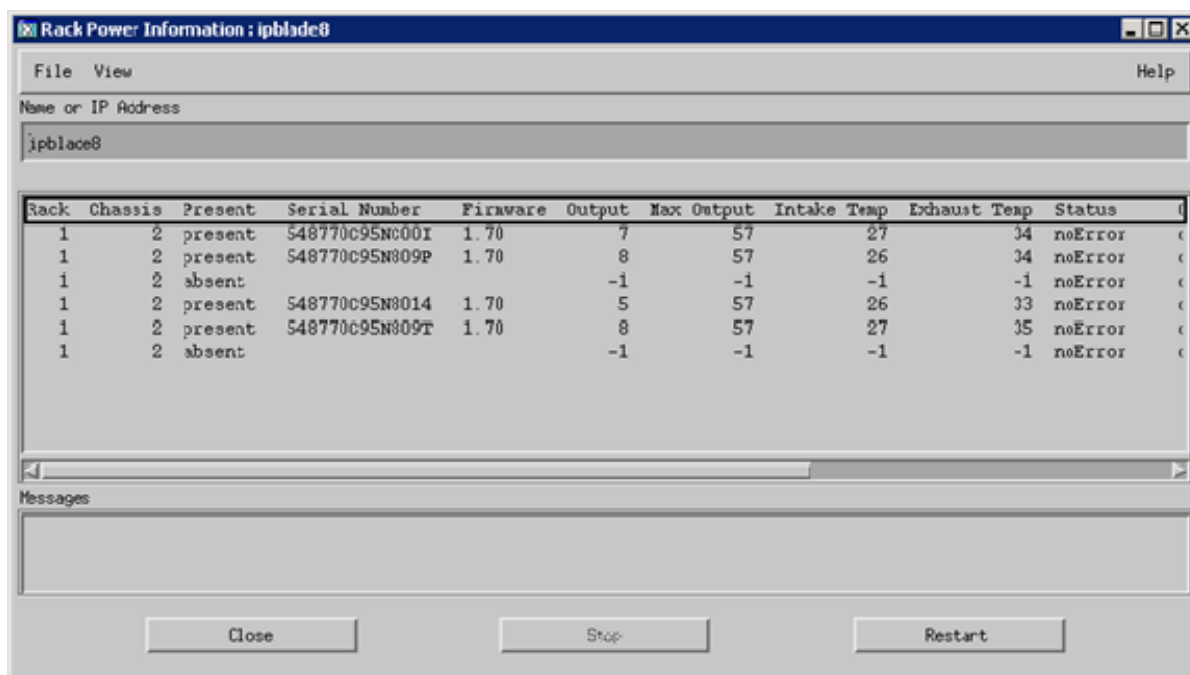 Rack Power Information : ipblade8
File View Help
Name or IP Address
ipblade8
Rack Chassis Present Serial Number Firmware Output Max Output Intake Temp Exhaust Temp Status
1 2 present 548770C95NC00I 1.70 7 57 27 34 noError
1 2 present 548770C95N809P 1.70 8 57 26 34 noError
1 2 absent -1 -1 -1 -1 noError
1 2 present 548770C95N8014 1.70 5 57 26 33 noError
1 2 present 548770C95N809T 1.70 8 57 27 35 noError
1 2 absent -1 -1 -1 -1 noError
Messages
Close Stop Restart